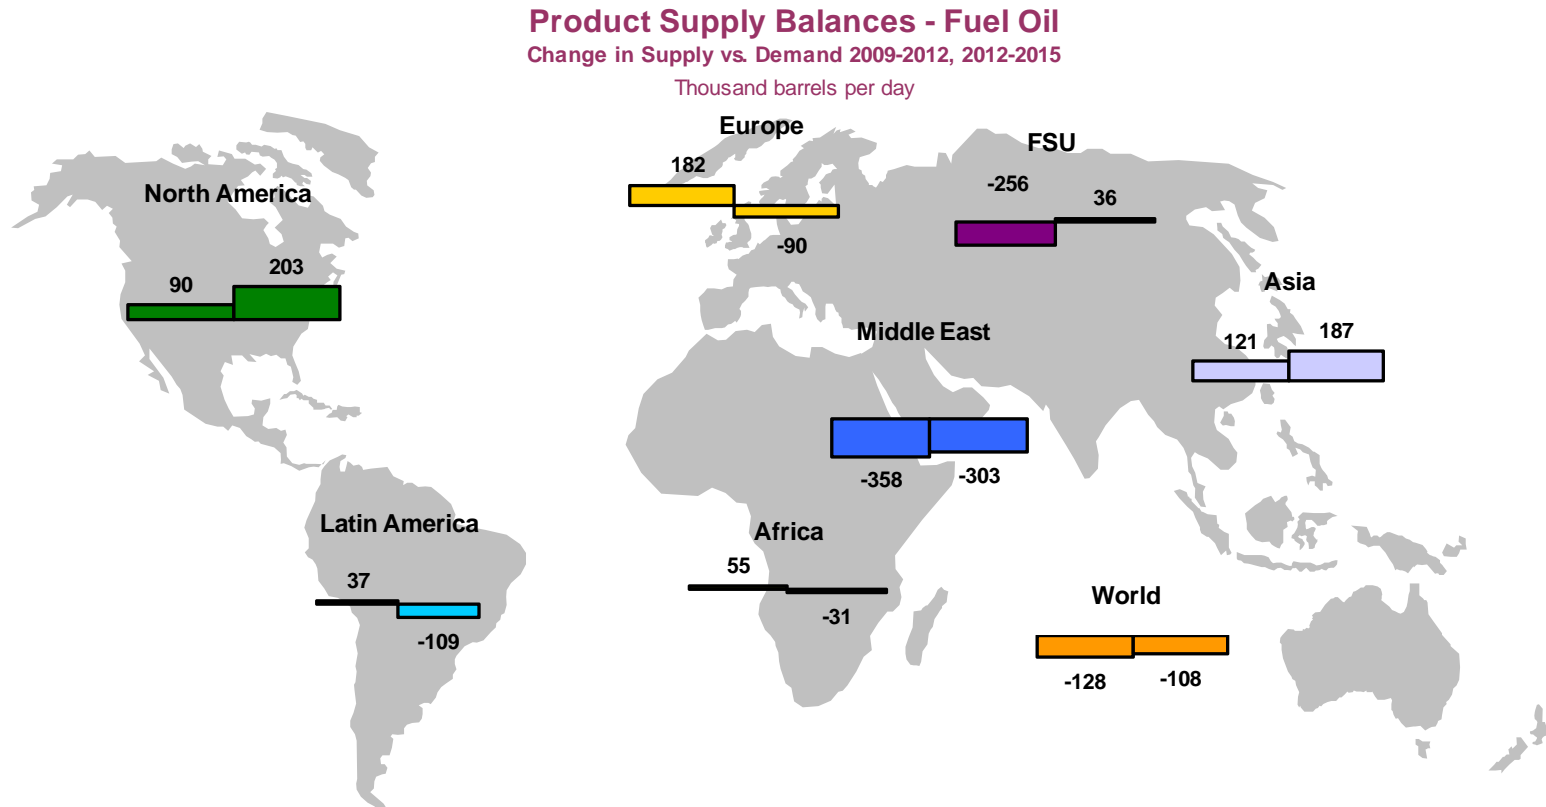 Product Supply Balances - Fuel Oil
Change in Supply vs. Demand 2009-2012, 2012-2015
Thousand barrels per day
Europe
182
-90
FSU
-256
36
North America
90
203
Asia
121
187
Middle East
-358
-303
Latin America
37
-109
Africa
55
-31
World
-128
-108